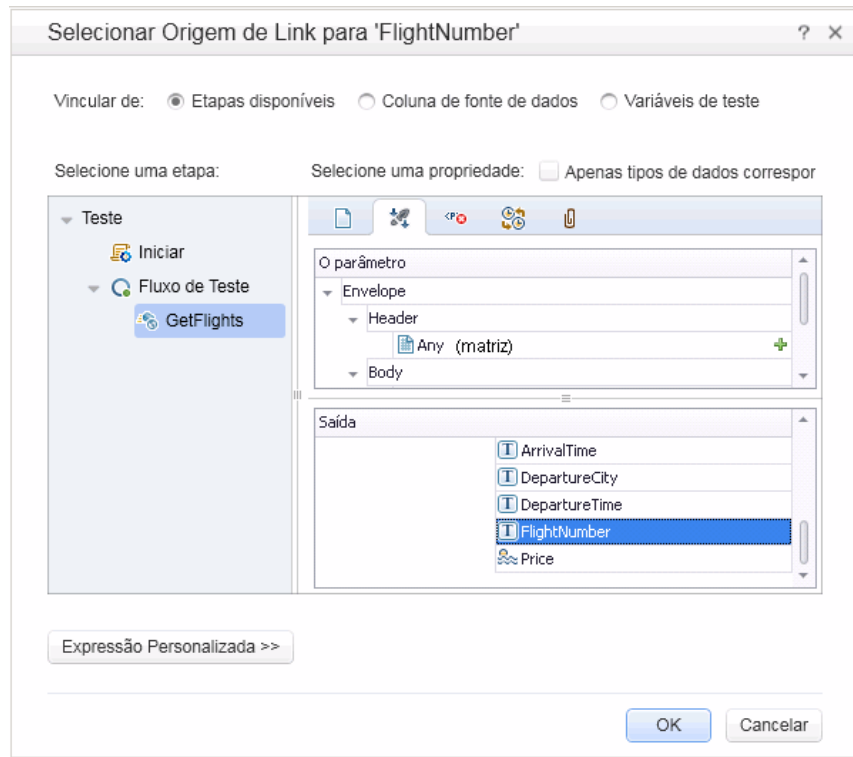 Selecionar Origem de Link para 'FlightNumber'
Vincular de: Etapas disponíveis Coluna de fonte de dados Variáveis de teste
Selecione uma etapa: Selecione uma propriedade: Apenas tipos de dados correspor
Teste
Iniciar
Fluxo de Teste
GetFlights
O parâmetro
Envelope
Header
Any (matriz)
Body
Saída
ArrivalTime
DepartureCity
DepartureTime
FlightNumber
Price
Expressão Personalizada >>
OK Cancelar